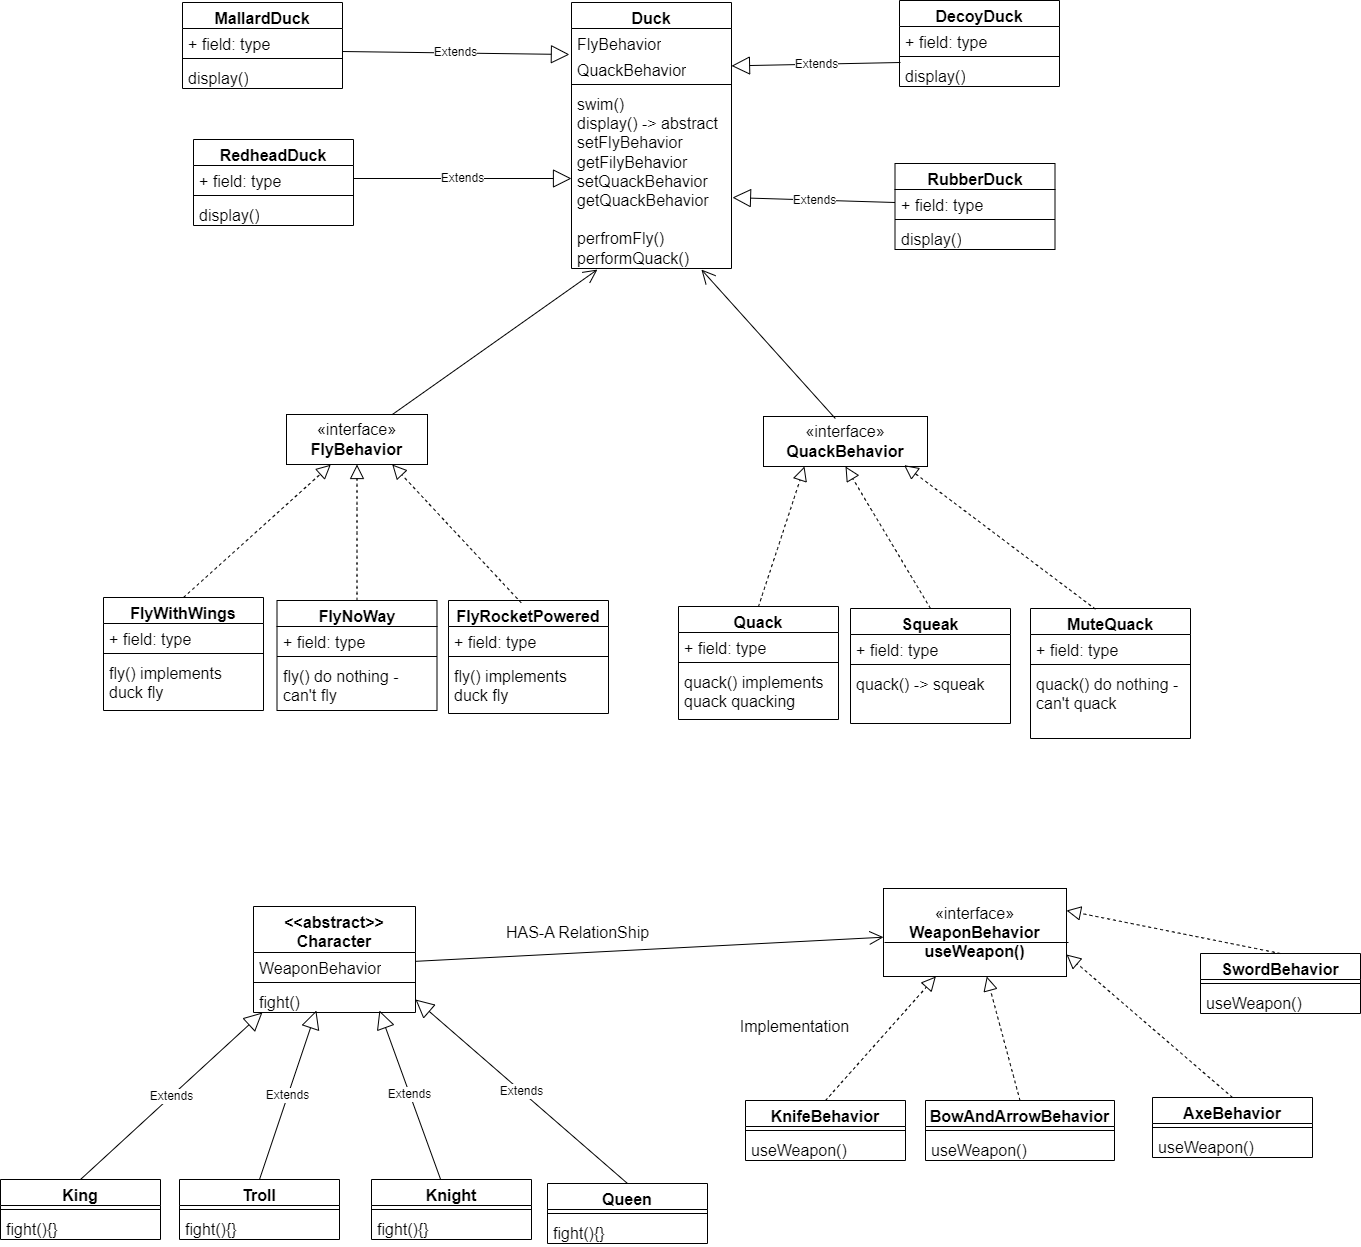 MallardDuck
+ field: type
display()
Extends
Duck
FlyBehavior
QuackBehavior
swim()
display() -> abstract
setFlyBehavior
getFilyBehavior
setQuackBehavior
getQuackBehavior
perfromFly()
performQuack()
DecoyDuck
+ field: type
display()
Extends
RedheadDuck
+ field: type
display()
Extends
RubberDuck
+ field: type
display()
Extends
«interface»
FlyBehavior
«interface»
QuackBehavior
FlyWithWings
+ field: type
fly() implements
duck fly
FlyNoWay
+ field: type
fly() do nothing -
can't fly
FlyRocketPowered
+ field: type
fly() implements
duck fly
Quack
+ field: type
quack() implements
quack quacking
Squeak
+ field: type
quack() -> squeak
MuteQuack
+ field: type
quack() do nothing -
can't quack
<<abstract>>
Character
WeaponBehavior
fight()
HAS-A RelationShip
«interface»
WeaponBehavior
useWeapon()
SwordBehavior
useWeapon()
Implementation
Extends
Extends
Extends
Extends
KnifeBehavior
useWeapon()
BowAndArrowBehavior
useWeapon()
AxeBehavior
useWeapon()
King
fight(){}
Troll
fight(){}
Knight
fight(){}
Queen
fight(){}